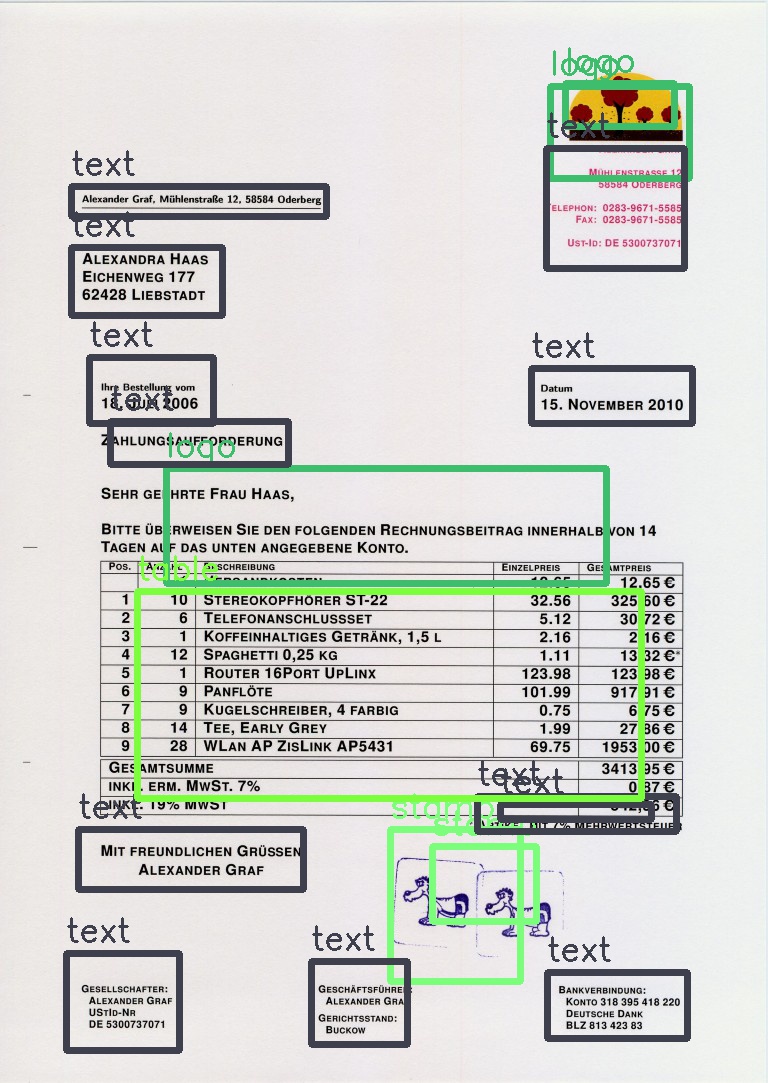 logo
logo
text
MÜHLENSTRASSE 12
58584 ODERBERG
TELEPHON: 0283-9671-5585
FAX: 0283-9671-5585
UST-ID: DE 5300737071
text
Alexander Graf, Mühlenstraße 12, 58584 Oderberg
text
ALEXANDRA HAAS
EICHENWEG 177
62428 LIEBSTADT
text
Ihre Bestellung vom
18. JULI 2006
text
Datum
15. NOVEMBER 2010
text
ZAHLUNGSAUFFORDERUNG
logo
SEHR GEEHRTE FRAU HAAS,
BITTE ÜBERWEISEN SIE DEN FOLGENDEN RECHNUNGSBEITRAG INNERHALB VON 14
TAGEN AUF DAS UNTEN ANGEGEBENE KONTO.
table
POS. ANZAHL BESCHREIBUNG EINZELPREIS GESAMTPREIS
VERSANDKOSTEN 12.65 12.65 €
1 10 STEREOKOPFHÖRER ST-22 32.56 325.60 €
2 6 TELEFONANSCHLUSSSET 5.12 30.72 €
3 1 KOFFEINHALTIGES GETRÄNK, 1,5 L 2.16 2.16 €
4 12 SPAGHETTI 0,25 KG 1.11 13.32 €*
5 1 ROUTER 16PORT UPLINX 123.98 123.98 €
6 9 PANFLÖTE 101.99 917.91 €
7 9 KUGELSCHREIBER, 4 FARBIG 0.75 6.75 €
8 14 TEE, EARLY GREY 1.99 27.86 €
9 28 WLAN AP ZISLINK AP5431 69.75 1953.00 €
GESAMTSUMME 3413.95 €
INKL. ERM. MWST. 7% 0.87 €
INKL. 19% MWST €
text
text
MIT 7% MEHRWERTSTEUER
stamp
text
MIT FREUNDLICHEN GRÜSSEN
ALEXANDER GRAF
text
GESELLSCHAFTER:
ALEXANDER GRAF
USTID-NR
DE 5300737071
text
GESCHÄFTSFÜHRER:
ALEXANDER GRAF
GERICHTSSTAND:
BUCKOW
text
BANKVERBINDUNG:
KONTO 318 395 418 220
DEUTSCHE DANK
BLZ 813 423 83